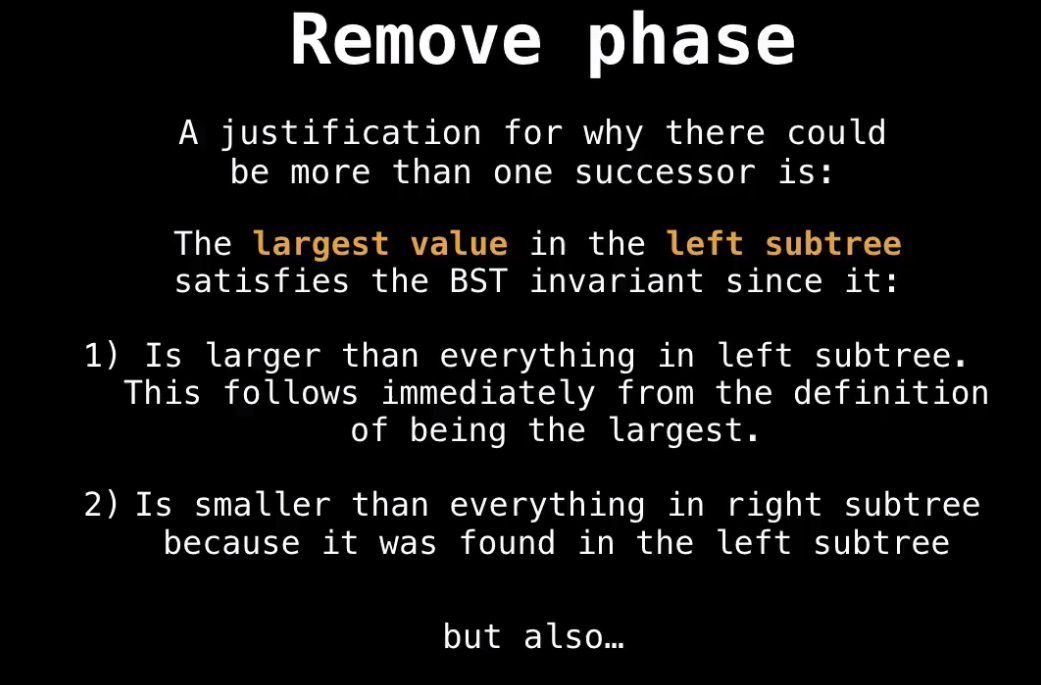 Remove phase
A justification for why there could
be more than one successor is:
The largest value in the left subtree
satisfies the BST invariant since it:
1) Is larger than everything in left subtree.
This follows immediately from the definition
of being the largest.
2) Is smaller than everything in right subtree
because it was found in the left subtree
but also…